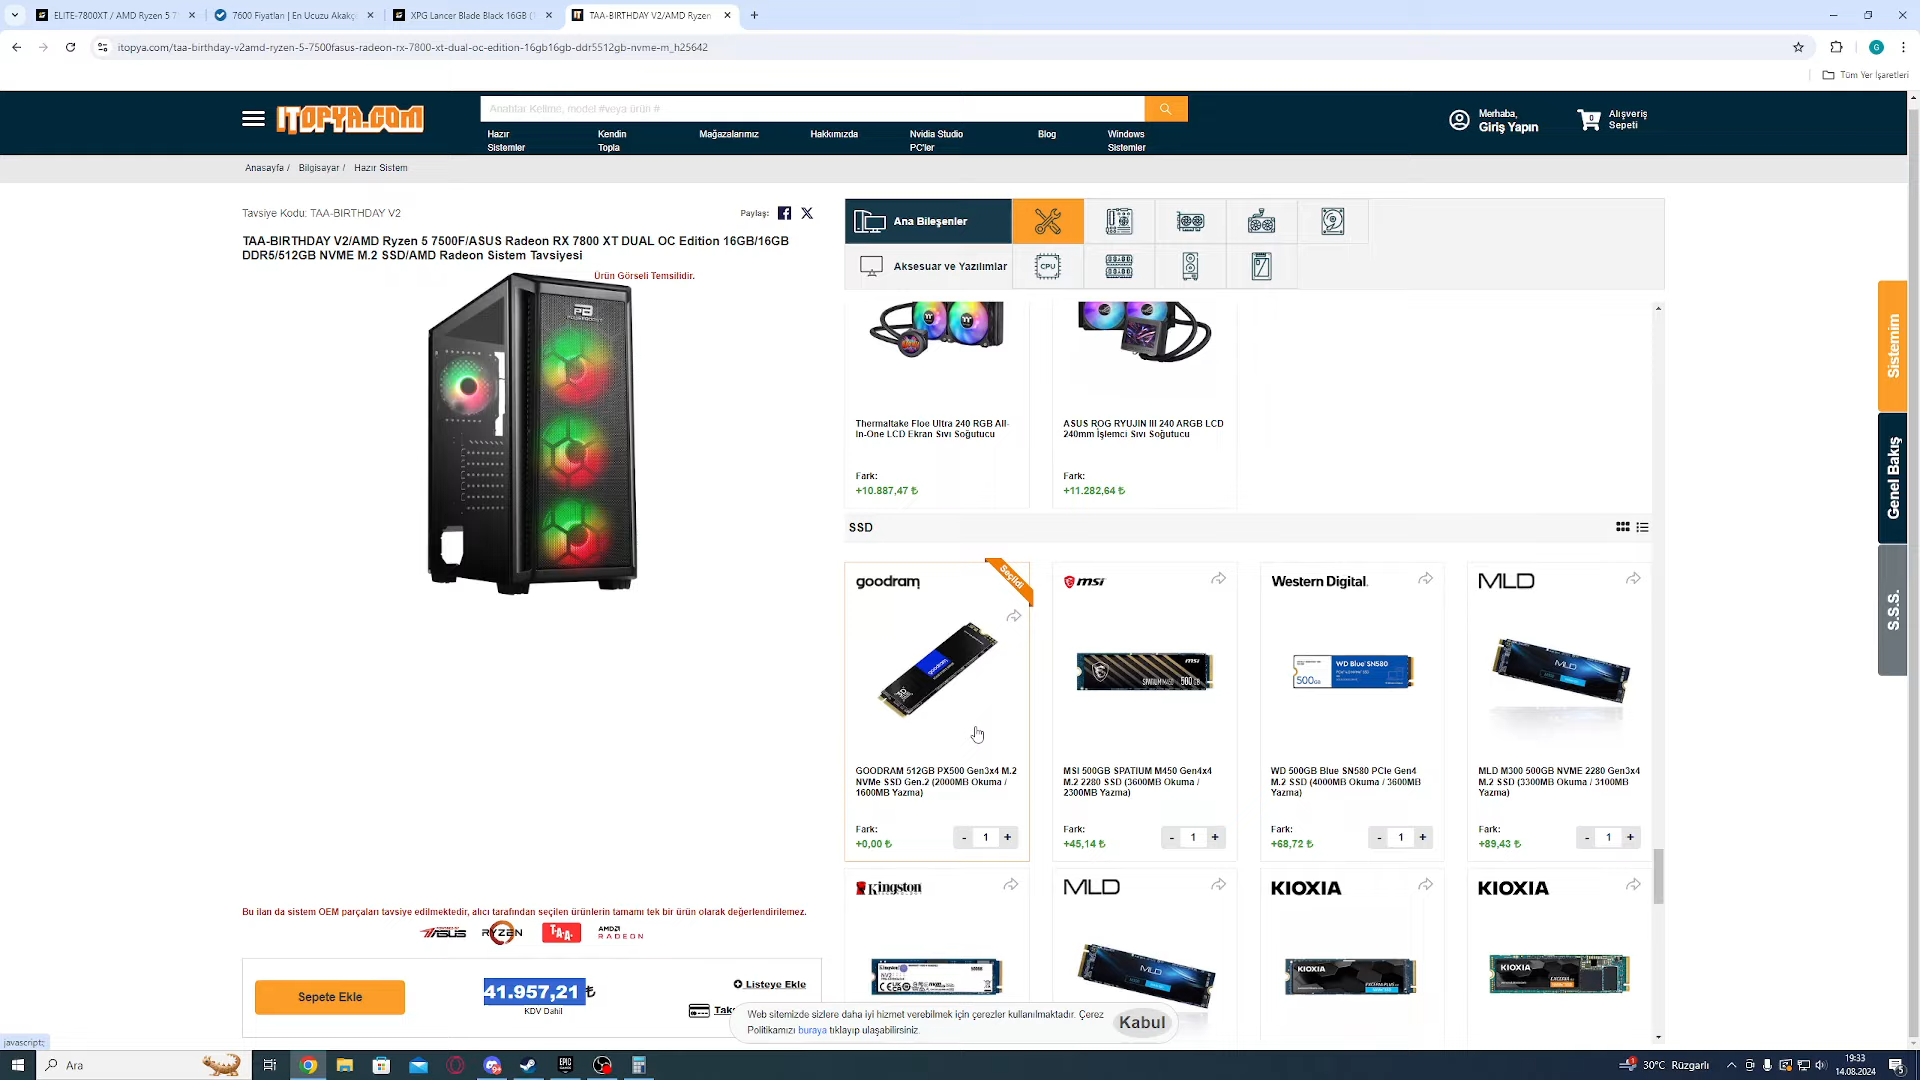 ELITE-7800XT / AMD Ryzen 5 7
7600 Fiyatları | En Ucuzu Akakç
XPG Lancer Blade Black 16GB (
TAA-BIRTHDAY V2/AMD Ryzen
itopya.com/taa-birthday-v2amd-ryzen-5-7500fasus-radeon-rx-7800-xt-dual-oc-edition-16gb16gb-ddr5512gb-nvme-m_h25642
G
Tüm Yer İşaretleri
ITOPYA.COM
Anahtar Kelime, model #veya ürün #
Merhaba,
Giriş Yapın
0
Alışveriş
Sepeti
Hazır
Sistemler
Kendin
Topla
Mağazalarımız
Hakkımızda
Nvidia Studio
PC'ler
Blog
Windows
Sistemler
Anasayfa / Bilgisayar / Hazır Sistem
Tavsiye Kodu: TAA-BIRTHDAY V2
Paylaş:
TAA-BIRTHDAY V2/AMD Ryzen 5 7500F/ASUS Radeon RX 7800 XT DUAL OC Edition 16GB/16GB
DDR5/512GB NVME M.2 SSD/AMD Radeon Sistem Tavsiyesi
Ürün Görseli Temsilidir.
Ana Bileşenler
Aksesuar ve Yazılımlar
CPU
Sistemim
Genel Bakış
S.S.S.
Thermaltake Floe Ultra 240 RGB All-
In-One LCD Ekran Sıvı Soğutucu
Fark:
+10.887,47 ₺
ASUS ROG RYUJIN III 240 ARGB LCD
240mm İşlemci Sıvı Soğutucu
Fark:
+11.282,64 ₺
SSD
goodram
Seçildi
goodram
GOODRAM 512GB PX500 Gen3x4 M.2
NVMe SSD Gen.2 (2000MB Okuma /
1600MB Yazma)
Fark:
+0,00 ₺
- 1 +
msi
msi
SPATIUM M450 500GB
MSI 500GB SPATIUM M450 Gen4x4
M.2 2280 SSD (3600MB Okuma /
2300MB Yazma)
Fark:
+45,14 ₺
- 1 +
Western Digital.
WD Blue SN580
500GB
WD 500GB Blue SN580 PCIe Gen4
M.2 SSD (4000MB Okuma / 3600MB
Yazma)
Fark:
+68,72 ₺
- 1 +
MLD
MLD
MLD M300 500GB NVME 2280 Gen3x4
M.2 SSD (3300MB Okuma / 3100MB
Yazma)
Fark:
+89,43 ₺
- 1 +
Kingston
NV2
MLD
MLD
KIOXIA
KIOXIA
KIOXIA
KIOXIA
Bu ilan da sistem OEM parçaları tavsiye edilmektedir, alıcı tarafından seçilen ürünlerin tamamı tek bir ürün olarak değerlendirilemez.
ASUS
RYZEN
T.A.A.
AMD
RADEON
Sepete Ekle
41.957,21 ₺
KDV Dahil
Listeye Ekle
Tak
Web sitemizde sizlere daha iyi hizmet verebilmek için çerezler kullanılmaktadır. Çerez
Politikamızı buraya tıklayıp ulaşabilirsiniz.
Kabul
javascript:;
Ara
EPIC
GAMES
30°C Rüzgarlı
19:33
14.08.2024
5